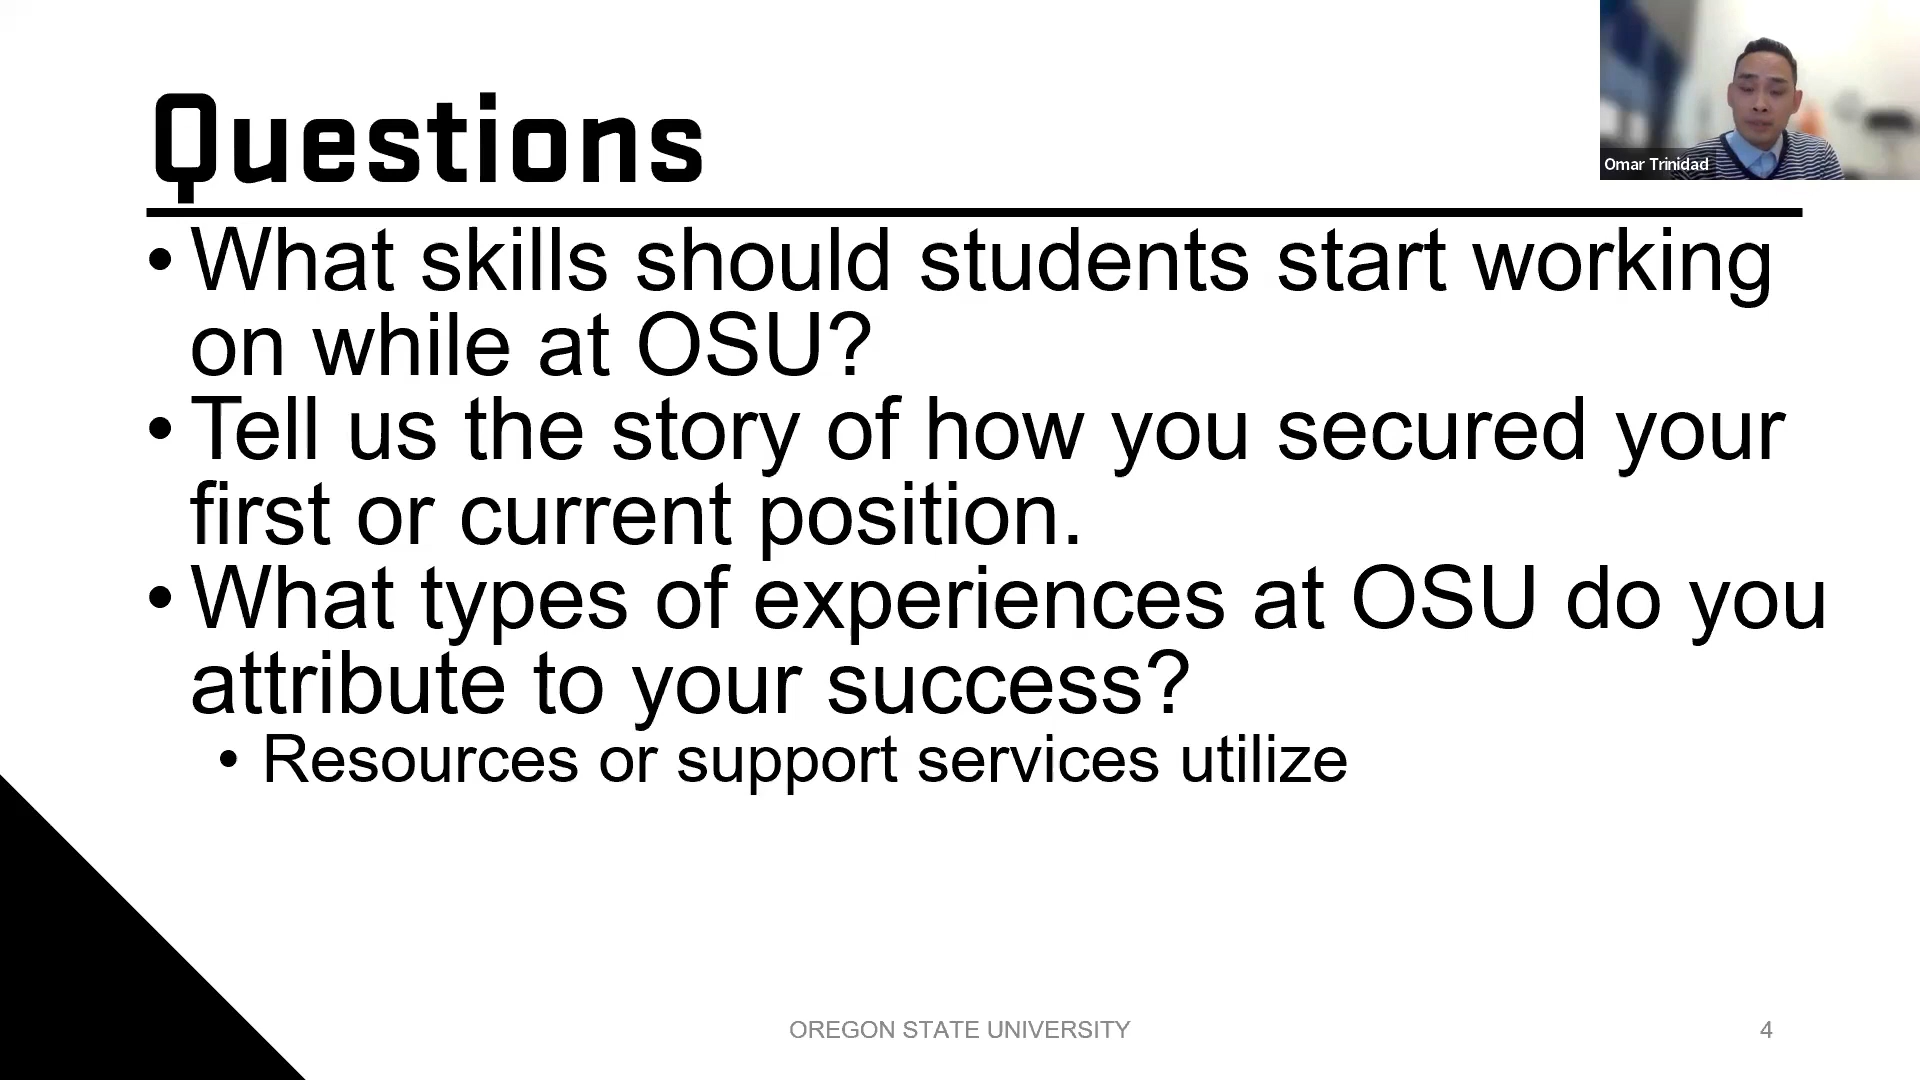 Questions
Omar Trinidad
• What skills should students start working
on while at OSU?
• Tell us the story of how you secured your
first or current position.
• What types of experiences at OSU do you
attribute to your success?
• Resources or support services utilize
OREGON STATE UNIVERSITY
4